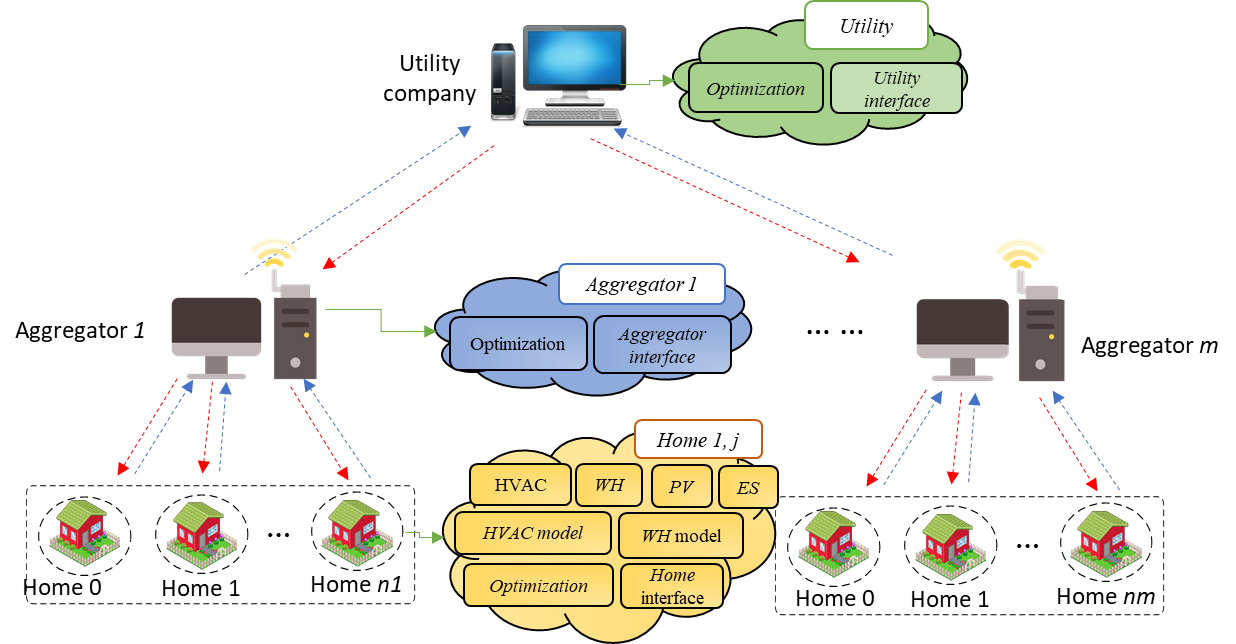 Utility
company
Utility
Optimization
Utility
interface
Aggregator 1
Aggregator 1
Optimization
Aggregator
interface
... ...
Aggregator m
Home 1, j
HVAC
WH
PV
ES
HVAC model
WH model
Optimization
Home
interface
Home 0
Home 1
...
Home n1
Home 0
Home 1
...
Home nm